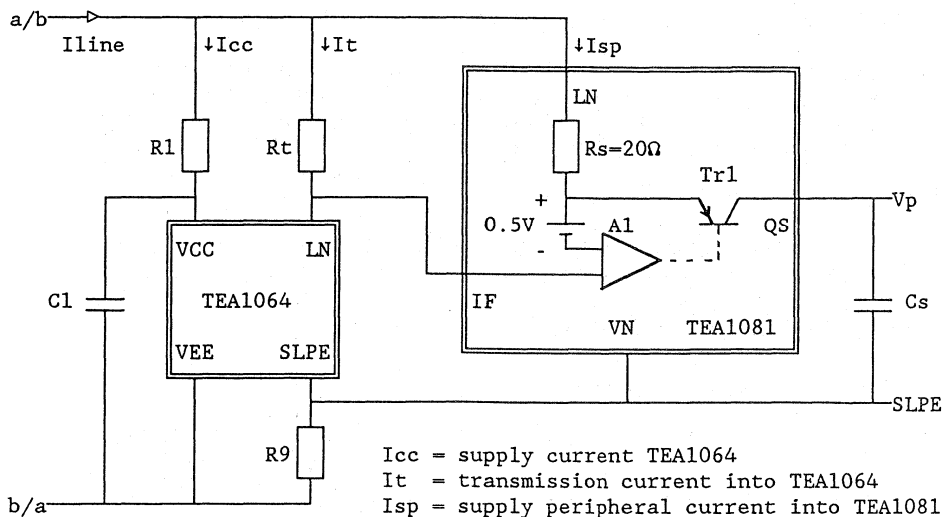 a/b
Iline
↓Icc
↓It
↓Isp
LN
R1
Rt
Rs=20Ω
Tr1
+
Vp
0.5V
A1
QS
-
VCC
LN
C1
TEA1064
IF
Cs
VN
TEA1081
VEE
SLPE
SLPE
R9
Icc = supply current TEA1064
It = transmission current into TEA1064
b/a
Isp = supply peripheral current into TEA1081